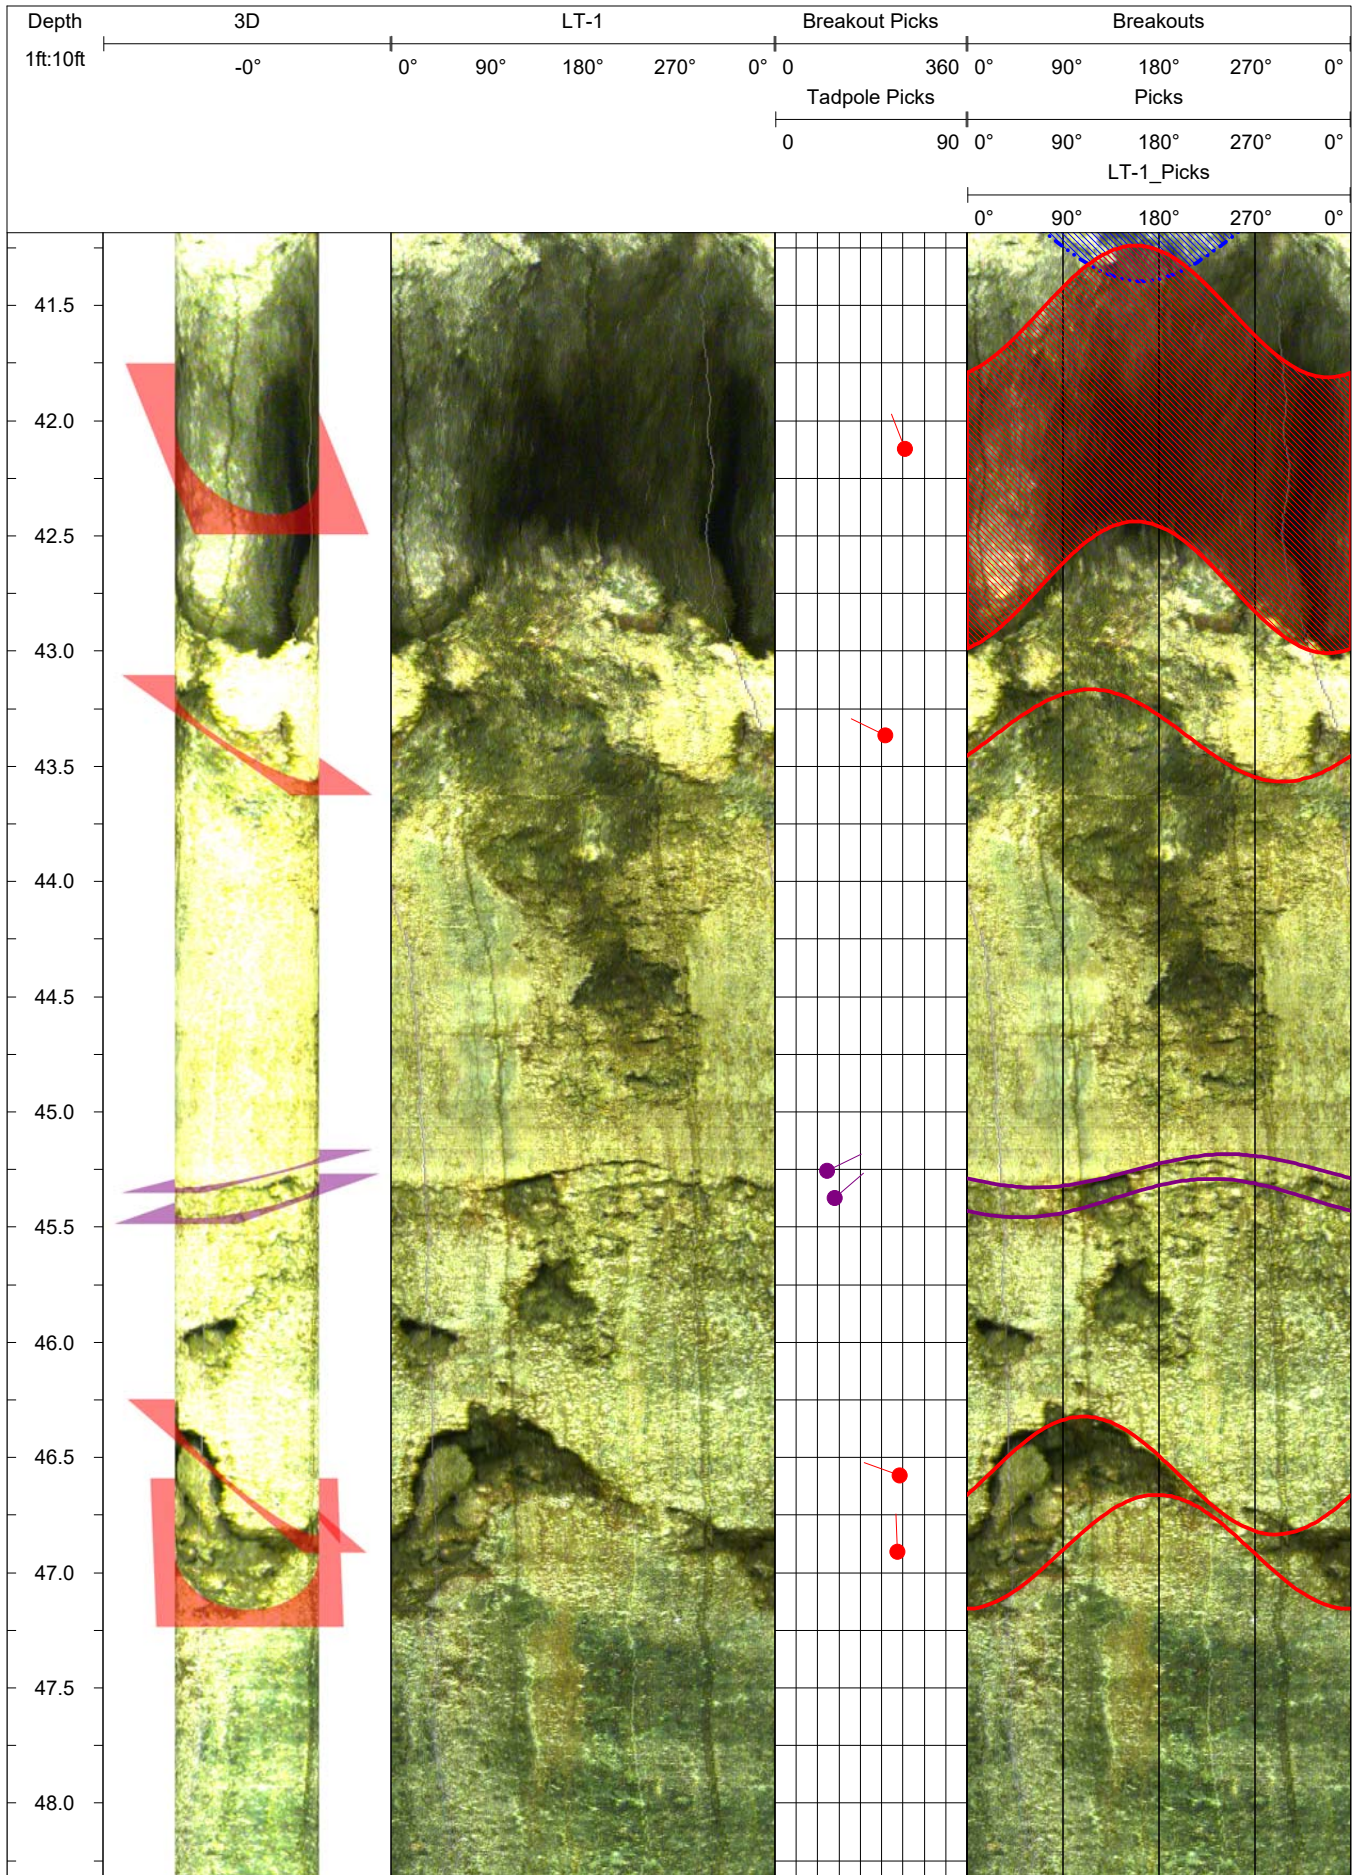 Depth 3D LT-1 Breakout Picks Breakouts
1ft:10ft -0° 0° 90° 180° 270° 0° 0 360 0° 90° 180° 270° 0°
Tadpole Picks Picks
0 90 0° 90° 180° 270° 0°
LT-1_Picks
0° 90° 180° 270° 0°
41.5
42.0
42.5
43.0
43.5
44.0
44.5
45.0
45.5
46.0
46.5
47.0
47.5
48.0